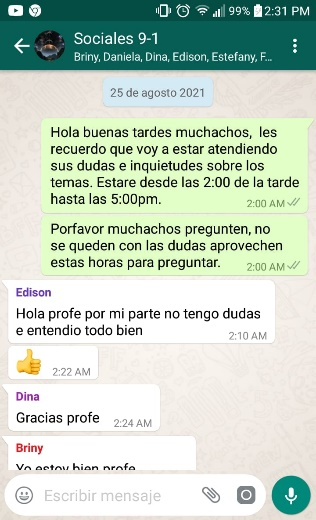 99% 2:31 PM
Sociales 9-1
Briny, Daniela, Dina, Edison, Estefany, F...
25 de agosto 2021
Hola buenas tardes muchachos, les
recuerdo que voy a estar atendiendo
sus dudas e inquietudes sobre los
temas. Estare desde las 2:00 de la tarde
hasta las 5:00pm.
2:00 AM
Porfavor muchachos pregunten, no
se queden con las dudas aprovechen
estas horas para preguntar.
2:00 AM
Edison
Hola profe por mi parte no tengo dudas
e entendio todo bien
2:10 AM
2:22 AM
Dina
Gracias profe
2:24 AM
Briny
Yo estoy bien profe
Escribir mensaje